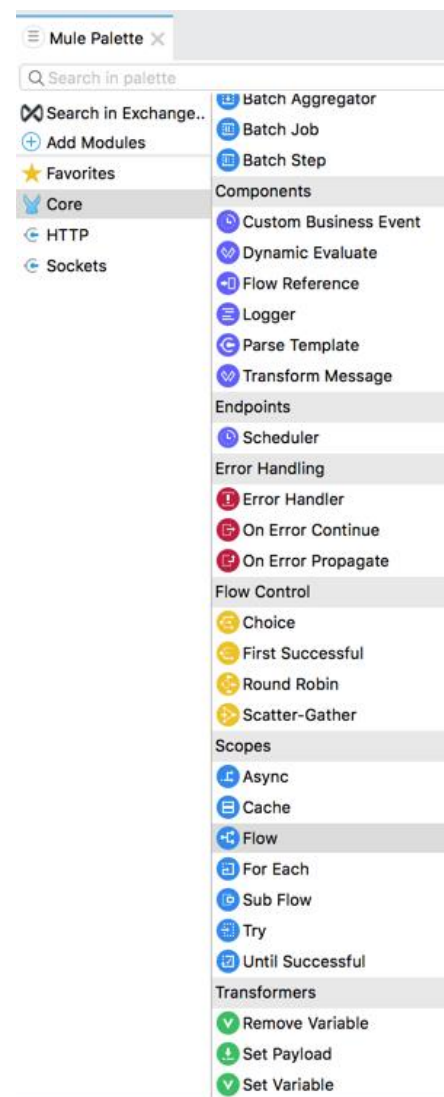 Mule Palette
Search in palette
Search in Exchange..
Add Modules
Favorites
Core
HTTP
Sockets
Batch Aggregator
Batch Job
Batch Step
Components
Custom Business Event
Dynamic Evaluate
Flow Reference
Logger
Parse Template
Transform Message
Endpoints
Scheduler
Error Handling
Error Handler
On Error Continue
On Error Propagate
Flow Control
Choice
First Successful
Round Robin
Scatter-Gather
Scopes
Async
Cache
Flow
For Each
Sub Flow
Try
Until Successful
Transformers
Remove Variable
Set Payload
Set Variable